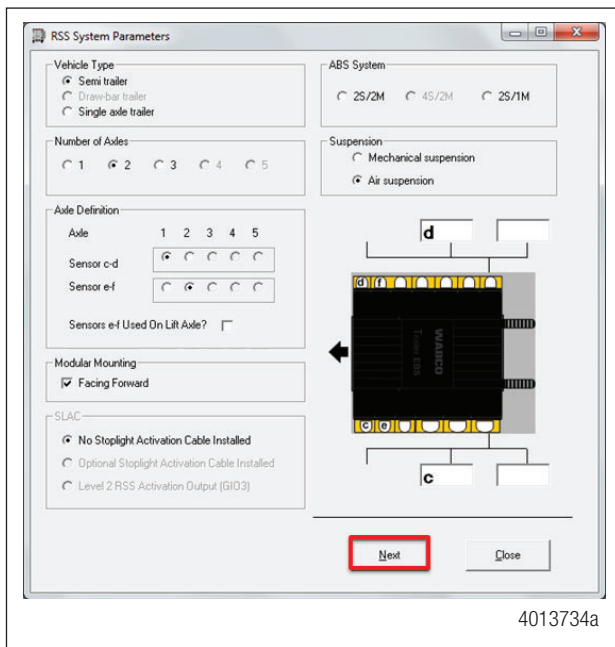 RSS System Parameters
Vehicle Type
Semi trailer
Draw-bar trailer
Single axle trailer
ABS System
2S/2M 4S/2M 2S/1M
Number of Axles
1 2 3 4 5
Suspension
Mechanical suspension
Air suspension
Axle Definition
Axle 1 2 3 4 5
Sensor c-d
Sensor e-f
Sensors e-f Used On Lift Axle?
Modular Mounting
Facing Forward
SLAC
No Stoplight Activation Cable Installed
Optional Stoplight Activation Cable Installed
Level 2 RSS Activation Output (GIO3)
d
d f
WABCO
Trailer EBS
c e
c
Next Close
4013734a